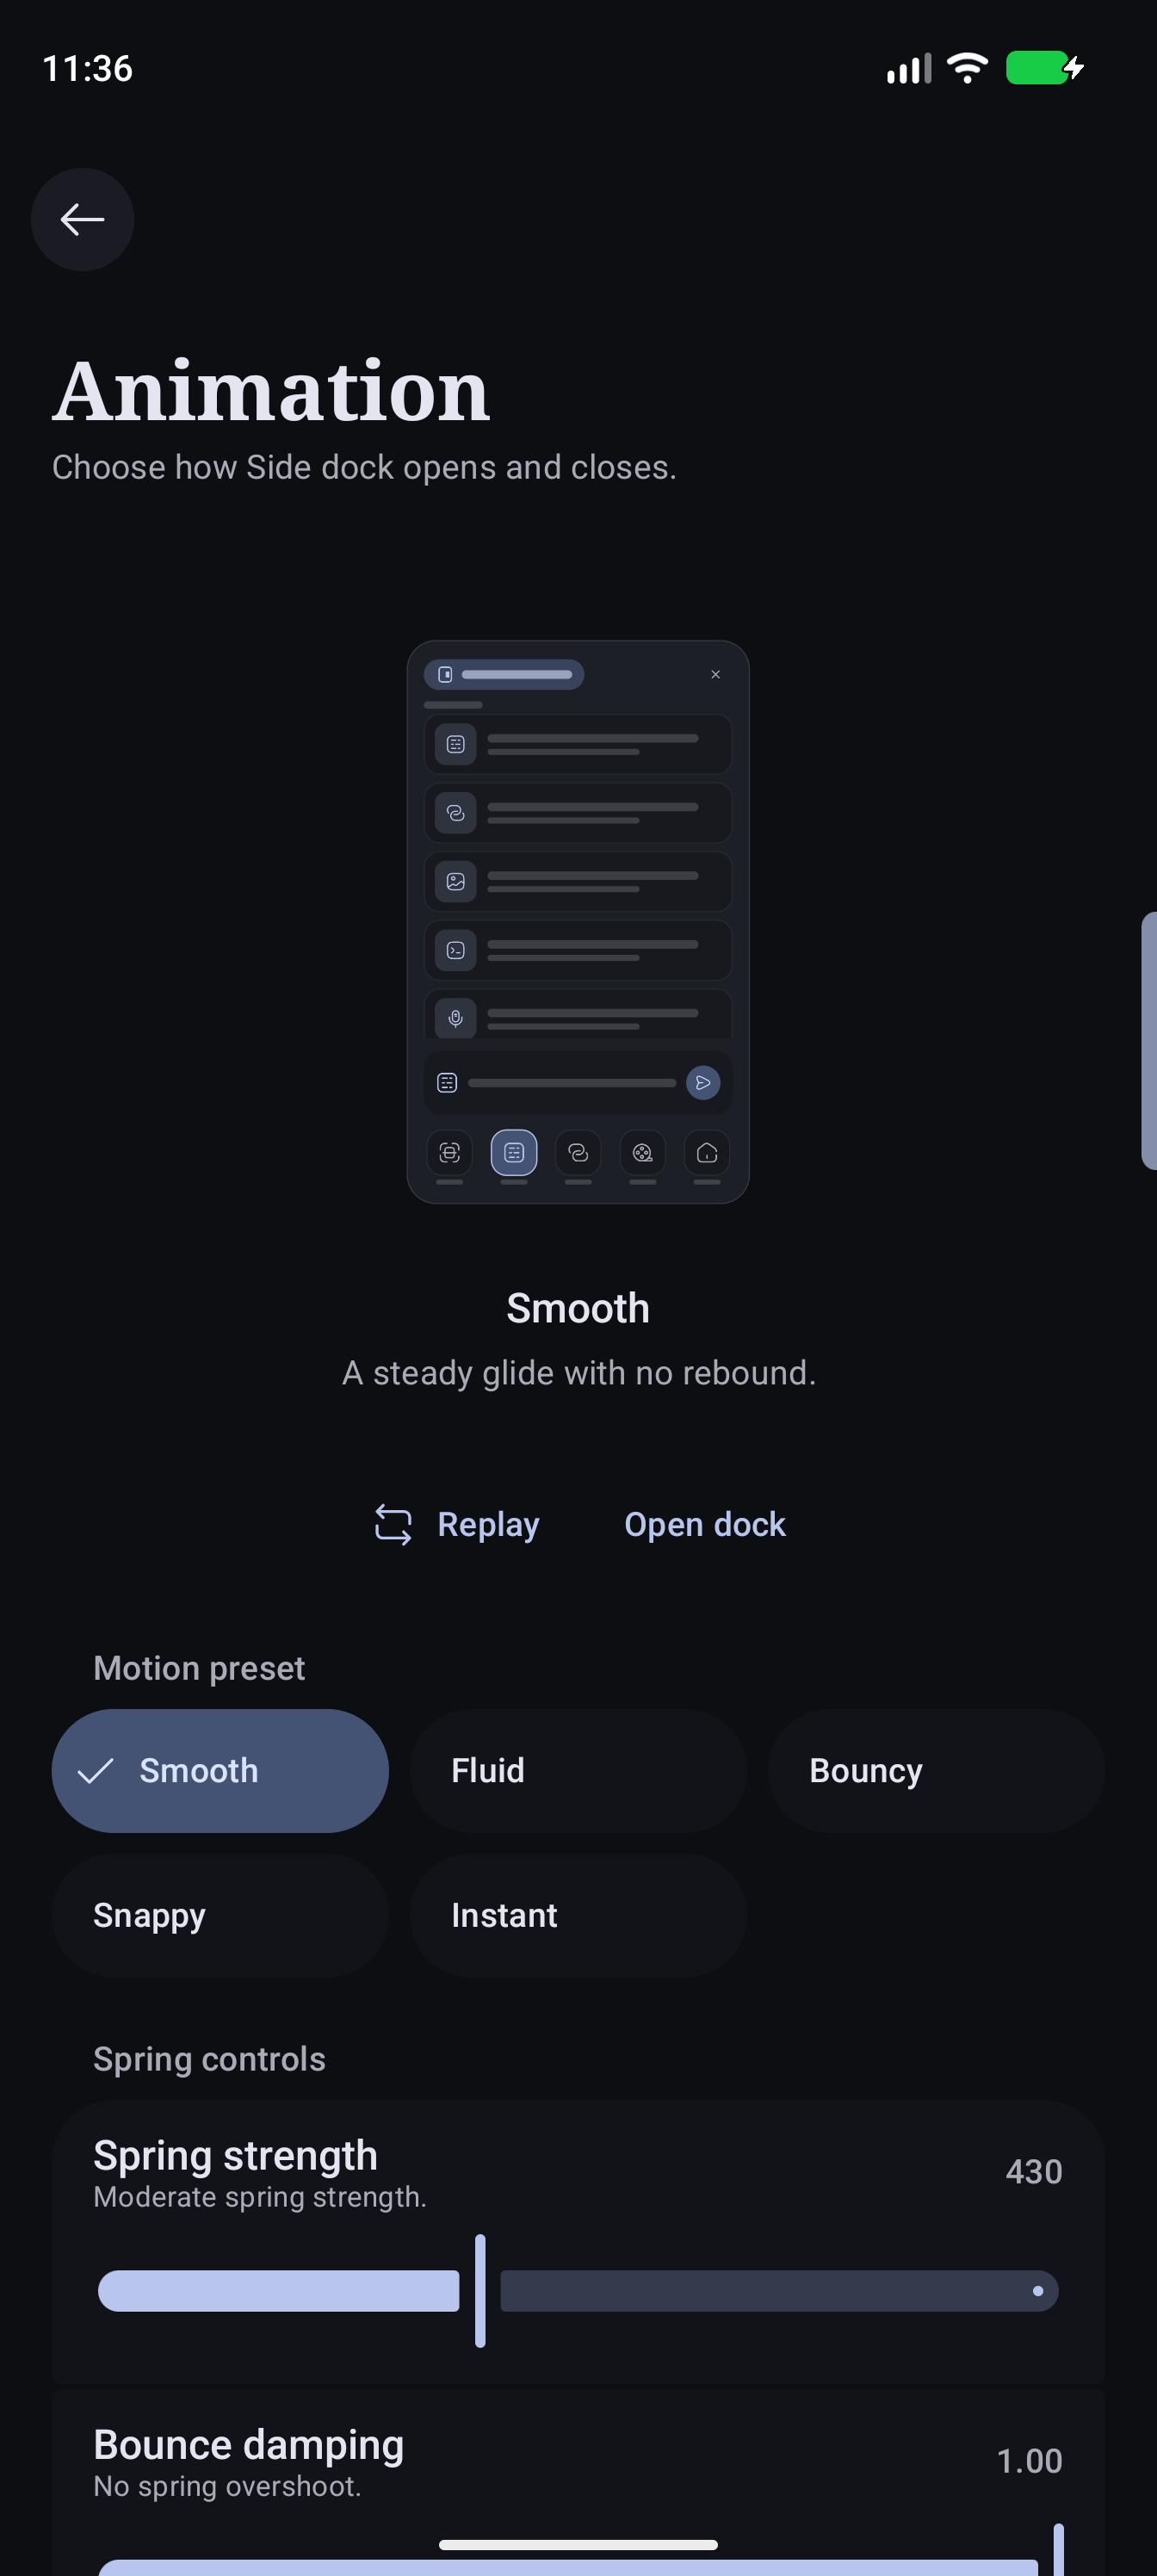 11:36
Animation
Choose how Side dock opens and closes.
Smooth
A steady glide with no rebound.
Replay
Open dock
Motion preset
Smooth
Fluid
Bouncy
Snappy
Instant
Spring controls
Spring strength
430
Moderate spring strength.
Bounce damping
1.00
No spring overshoot.